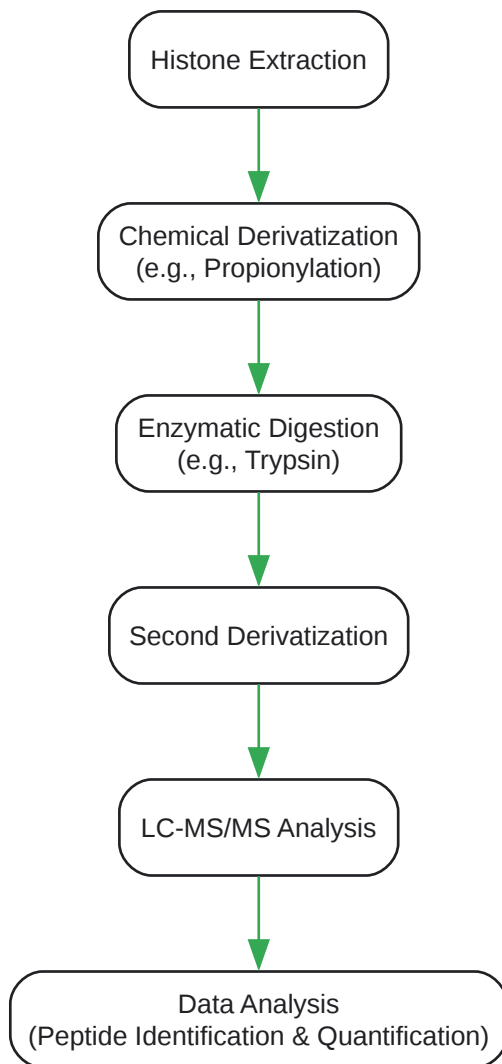 Histone Extraction
Chemical Derivatization
(e.g., Propionylation)
Enzymatic Digestion
(e.g., Trypsin)
Second Derivatization
LC-MS/MS Analysis
Data Analysis
(Peptide Identification & Quantification)